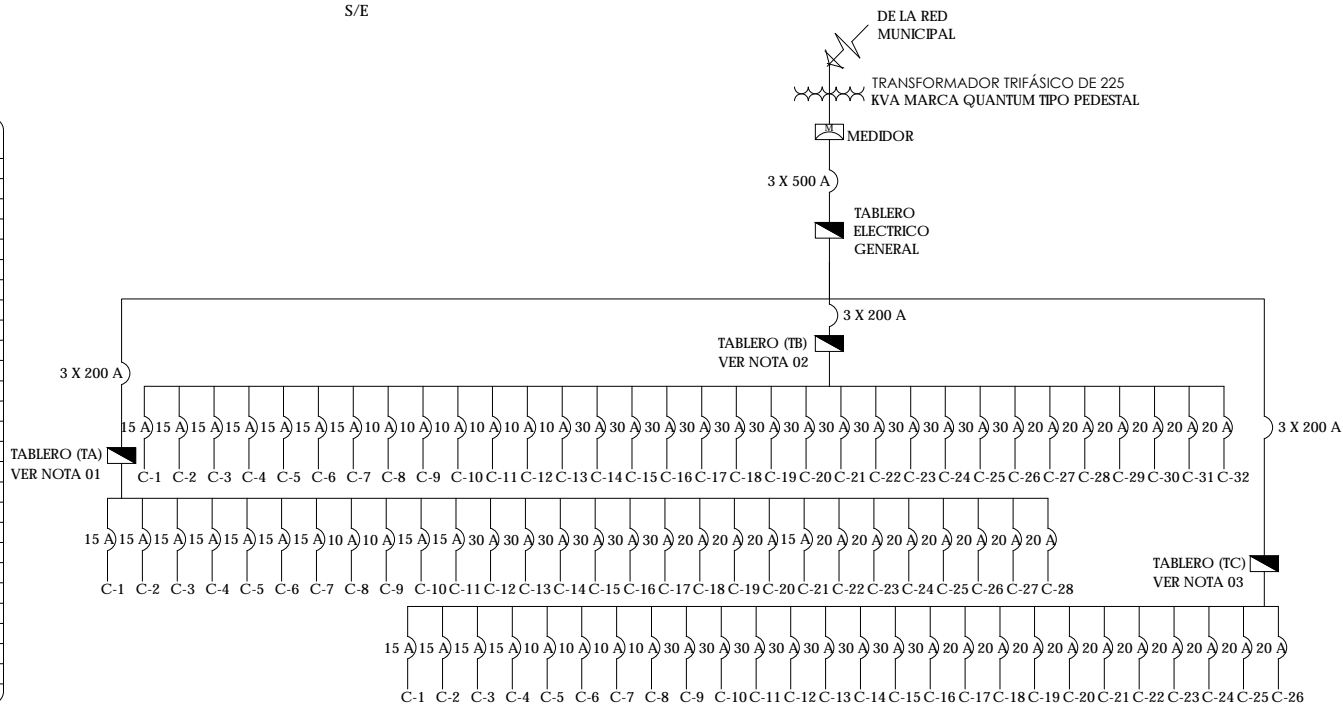 S/E
DE LA RED
MUNICIPAL
TRANSFORMADOR TRIFÁSICO DE 225
KVA MARCA QUANTUM TIPO PEDESTAL
M
MEDIDOR
3 X 500 A
TABLERO
ELECTRICO
GENERAL
3 X 200 A
TABLERO (TB)
VER NOTA 02
3 X 200 A
15 A 15 A 15 A 15 A 15 A 15 A 15 A 10 A 10 A 10 A 10 A 10 A 10 A 30 A 30 A 30 A 30 A 30 A 30 A 30 A 30 A 30 A 30 A 30 A 30 A 30 A 20 A 20 A 20 A 20 A 20 A 20 A
3 X 200 A
TABLERO (TA)
VER NOTA 01
C-1 C-2 C-3 C-4 C-5 C-6 C-7 C-8 C-9 C-10 C-11 C-12 C-13 C-14 C-15 C-16 C-17 C-18 C-19 C-20 C-21 C-22 C-23 C-24 C-25 C-26 C-27 C-28 C-29 C-30 C-31 C-32
15 A 15 A 15 A 15 A 15 A 15 A 15 A 10 A 10 A 15 A 15 A 30 A 30 A 30 A 30 A 30 A 30 A 20 A 20 A 20 A 15 A 20 A 20 A 20 A 20 A 20 A 20 A 20 A
C-1 C-2 C-3 C-4 C-5 C-6 C-7 C-8 C-9 C-10 C-11 C-12 C-13 C-14 C-15 C-16 C-17 C-18 C-19 C-20 C-21 C-22 C-23 C-24 C-25 C-26 C-27 C-28
TABLERO (TC)
VER NOTA 03
15 A 15 A 15 A 15 A 10 A 10 A 10 A 10 A 30 A 30 A 30 A 30 A 30 A 30 A 30 A 20 A 20 A 20 A 20 A 20 A 20 A 20 A 20 A 20 A 20 A 20 A
C-1 C-2 C-3 C-4 C-5 C-6 C-7 C-8 C-9 C-10 C-11 C-12 C-13 C-14 C-15 C-16 C-17 C-18 C-19 C-20 C-21 C-22 C-23 C-24 C-25 C-26